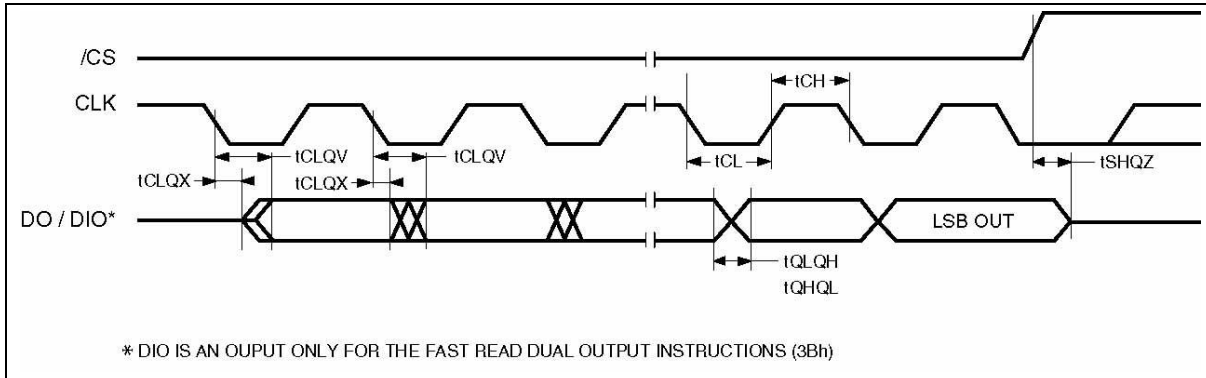 /CS
tCH
CLK
tCLQV
tCLQV
tCL
tSHQZ
tCLQX
tCLQX
DO / DIO*
LSB OUT
tQLQH
tQHQL
* DIO IS AN OUPUT ONLY FOR THE FAST READ DUAL OUTPUT INSTRUCTIONS (3Bh)